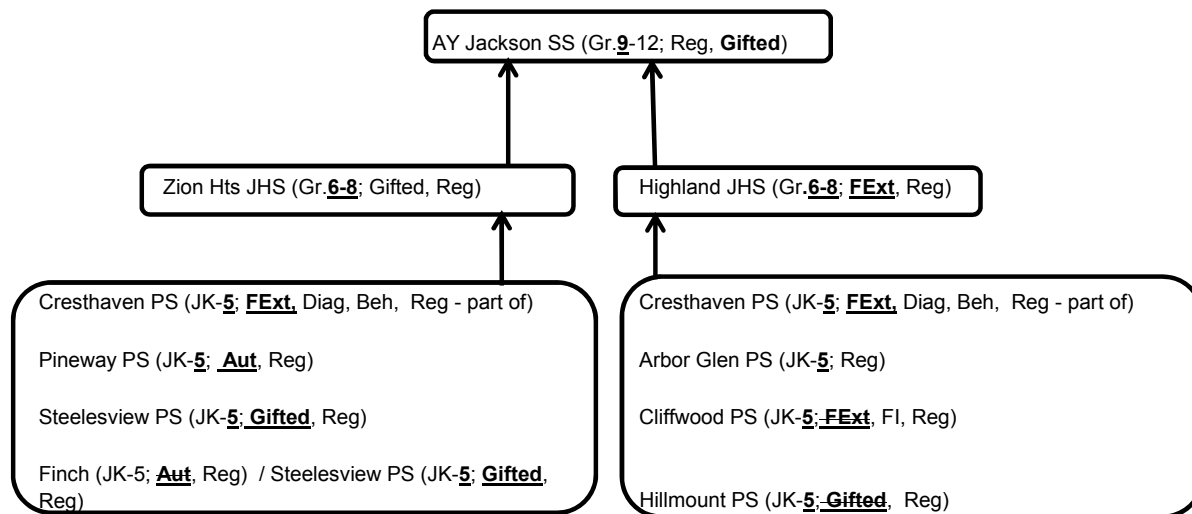 AY Jackson SS (Gr.9-12; Reg, Gifted)
Zion Hts JHS (Gr.6-8; Gifted, Reg)
Highland JHS (Gr.6-8; FExt, Reg)
Cresthaven PS (JK-5; FExt, Diag, Beh, Reg - part of)
Pineway PS (JK-5; Aut, Reg)
Steelesview PS (JK-5; Gifted, Reg)
Finch (JK-5; Aut, Reg) / Steelesview PS (JK-5; Gifted,
Reg)
Cresthaven PS (JK-5; FExt, Diag, Beh, Reg - part of)
Arbor Glen PS (JK-5; Reg)
Cliffwood PS (JK-5; FExt, FI, Reg)
Hillmount PS (JK-5; Gifted, Reg)